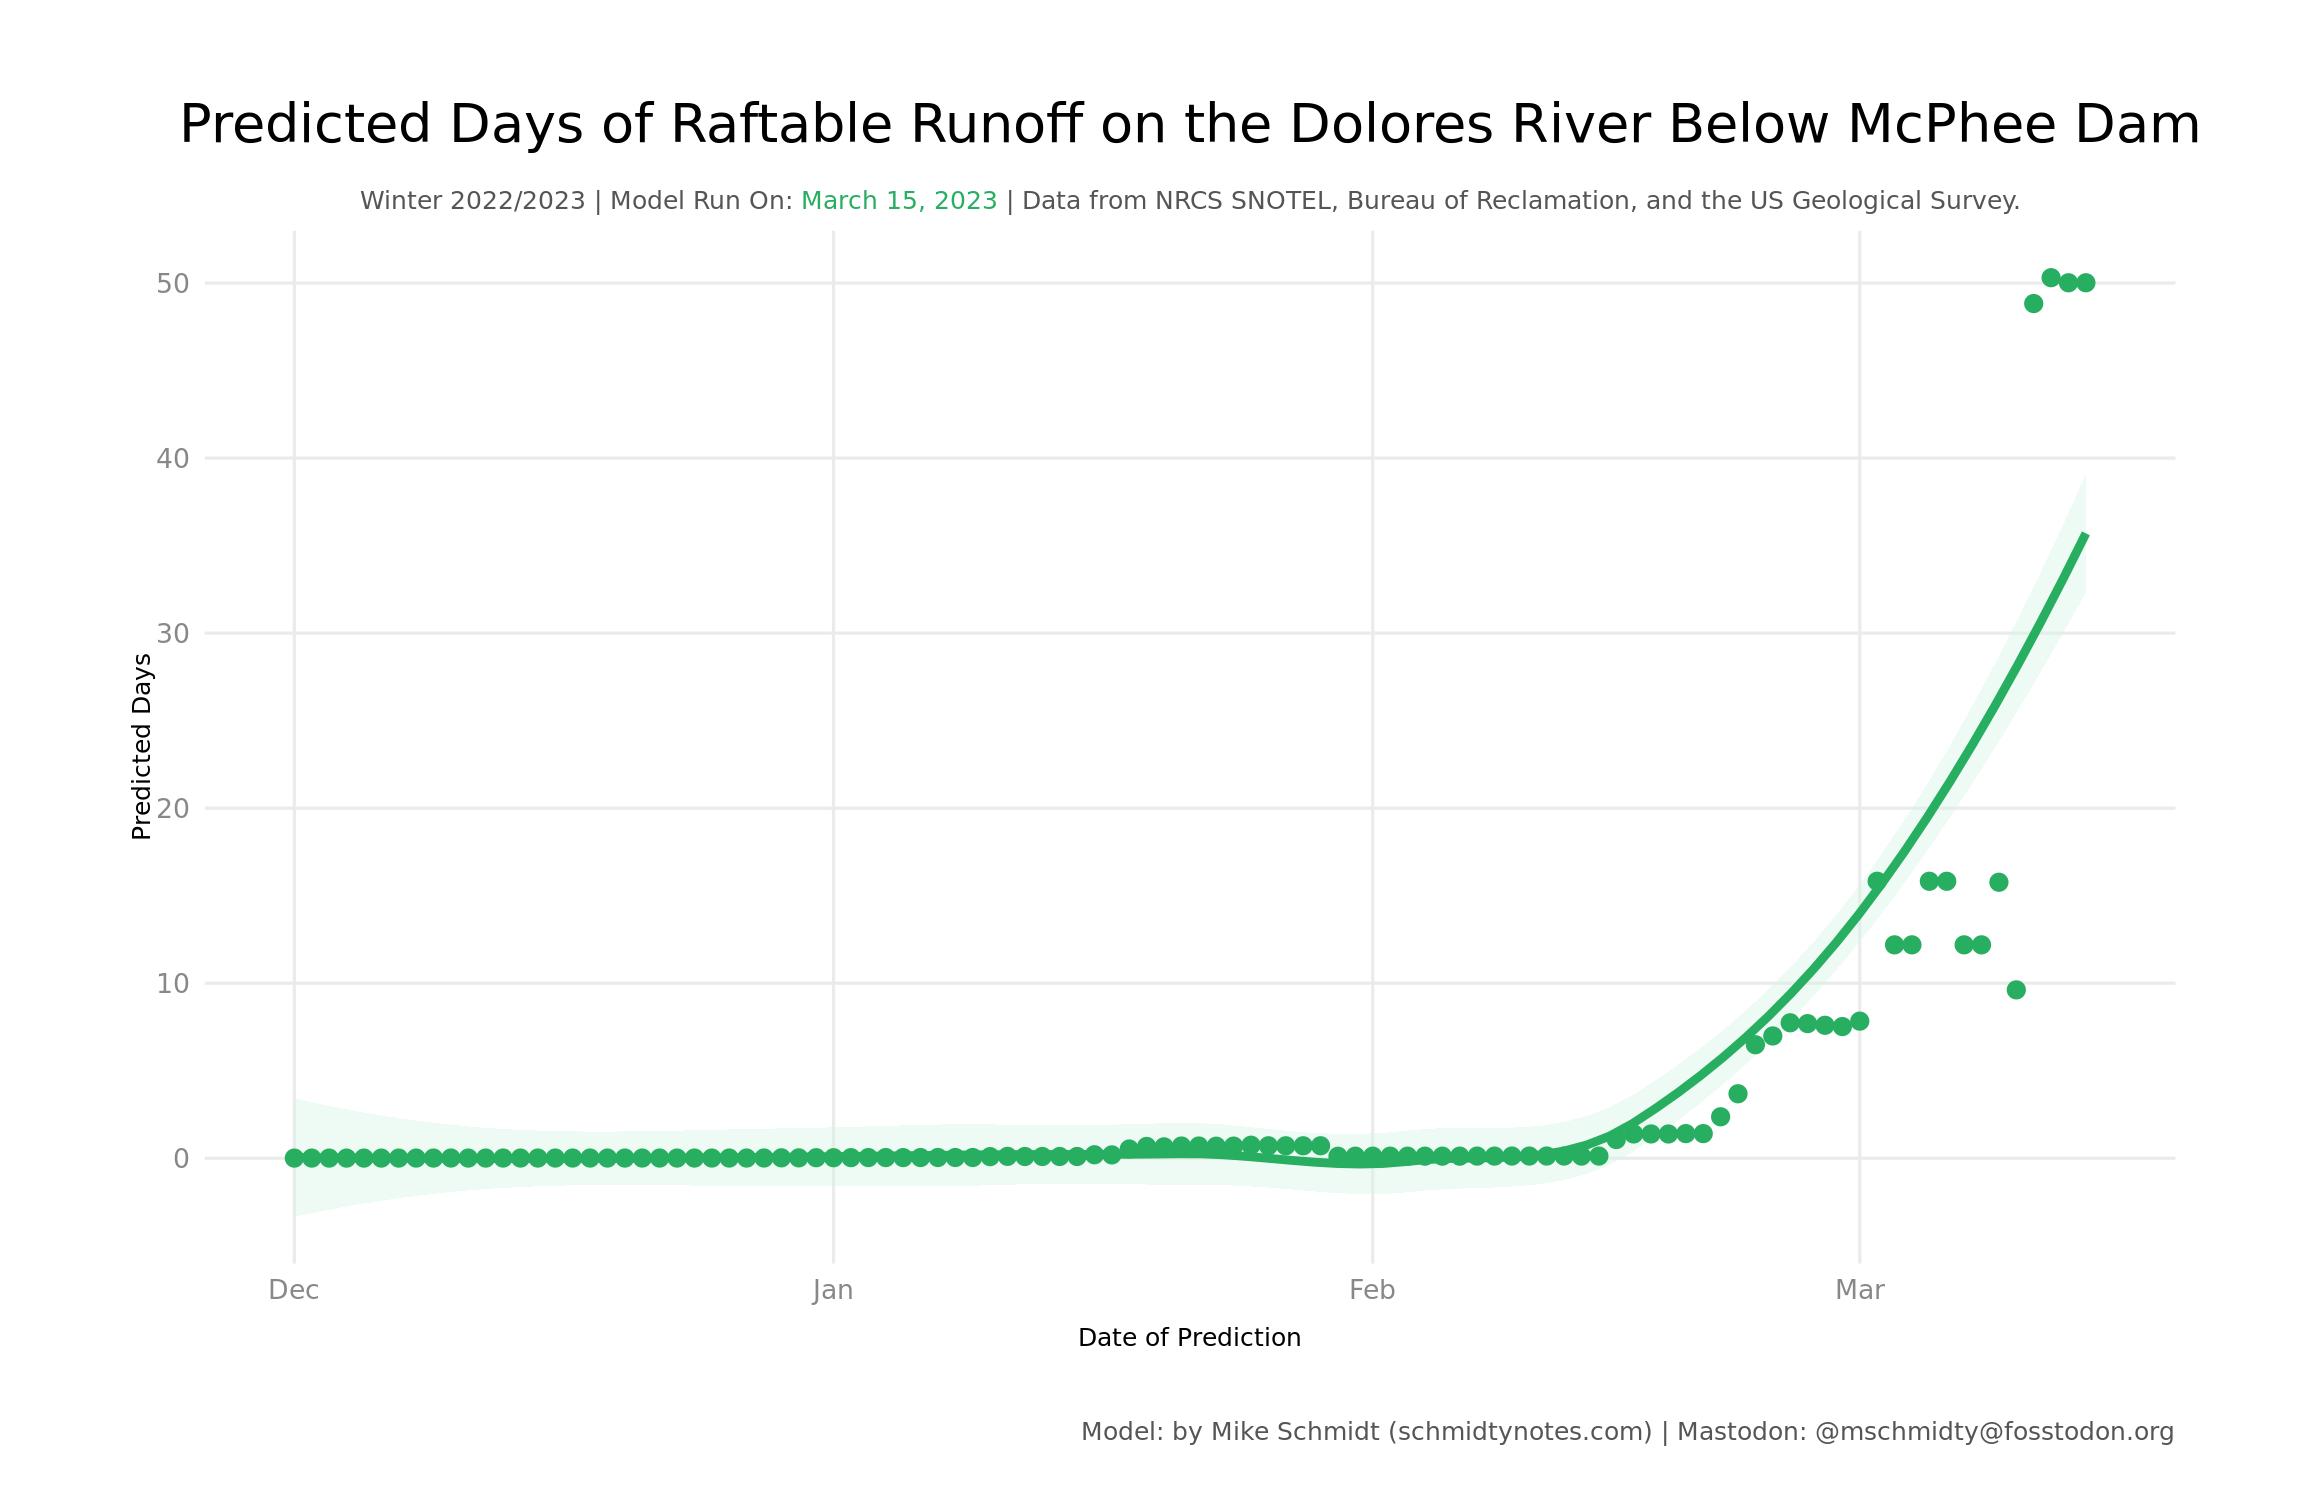 Predicted Days of Raftable Runoff on the Dolores River Below McPhee Dam
Winter 2022/2023 | Model Run On: March 15, 2023 | Data from NRCS SNOTEL, Bureau of Reclamation, and the US Geological Survey.
50
40
30
20
10
0
Predicted Days
Dec
Jan
Feb
Mar
Date of Prediction
Model: by Mike Schmidt (schmidtynotes.com) | Mastodon: @mschmidty@fosstodon.org